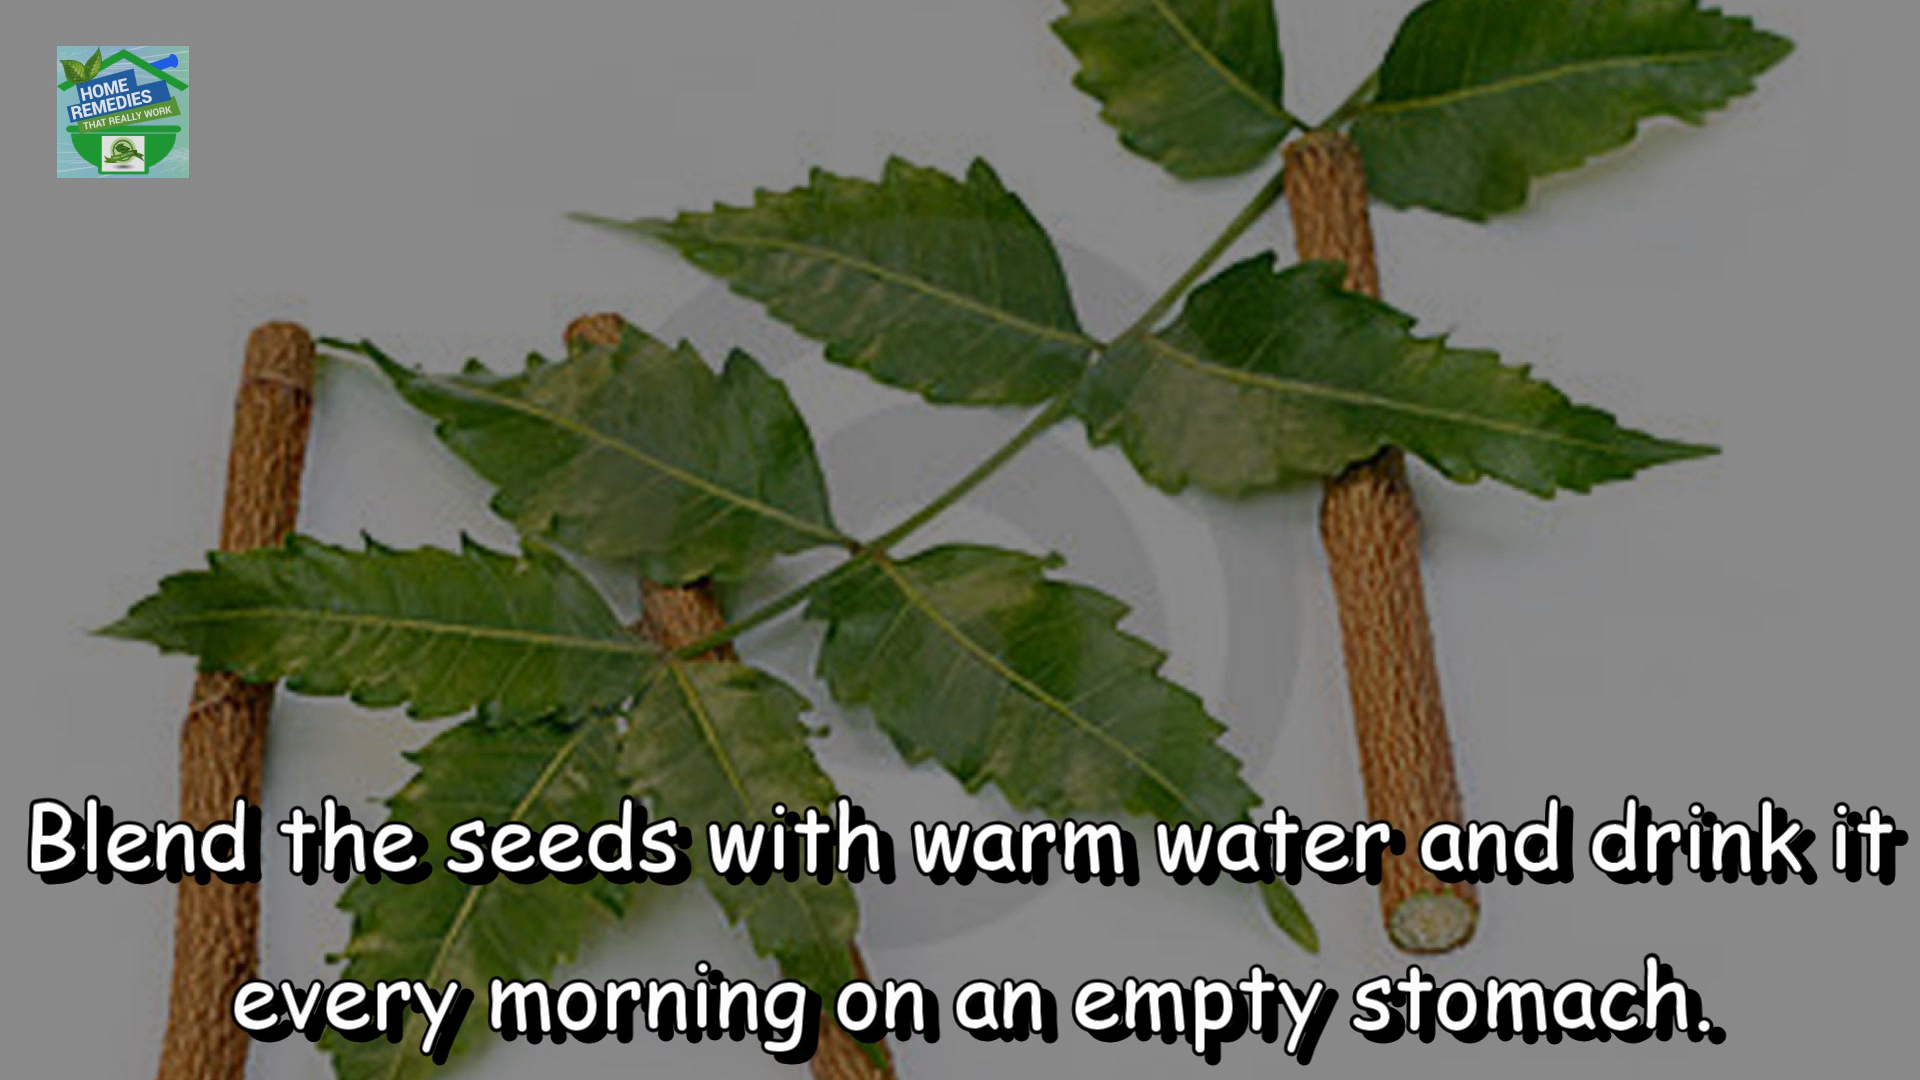 HOME
REMEDIES
THAT REALLY WORK
Blend the seeds with warm water and drink it
every morning on an empty stomach.